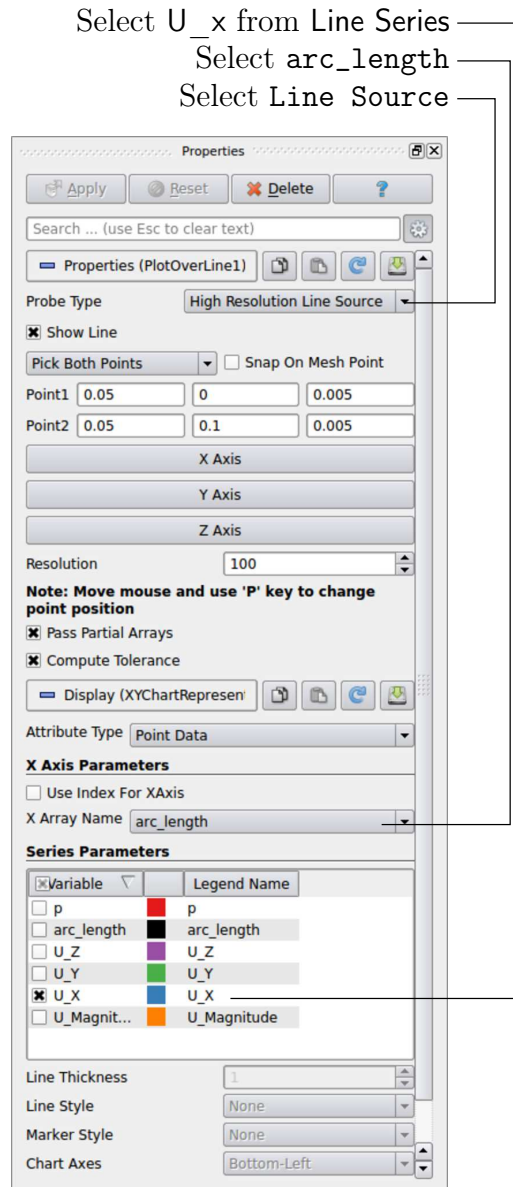 Select U_x from Line Series
Select arc_length
Select Line Source
Properties
Apply Reset Delete ?
Search ... (use Esc to clear text)
Properties (PlotOverLine1)
Probe Type High Resolution Line Source
Show Line
Pick Both Points Snap On Mesh Point
Point1 0.05 0 0.005
Point2 0.05 0.1 0.005
X Axis
Y Axis
Z Axis
Resolution 100
Note: Move mouse and use 'P' key to change
point position
Pass Partial Arrays
Compute Tolerance
Display (XYChartRepresen
Attribute Type Point Data
X Axis Parameters
Use Index For XAxis
X Array Name arc_length
Series Parameters
Variable Legend Name
p p
arc_length arc_length
U_Z U_Z
U_Y U_Y
U_X U_X
U_Magnit... U_Magnitude
Line Thickness 1
Line Style None
Marker Style None
Chart Axes Bottom-Left